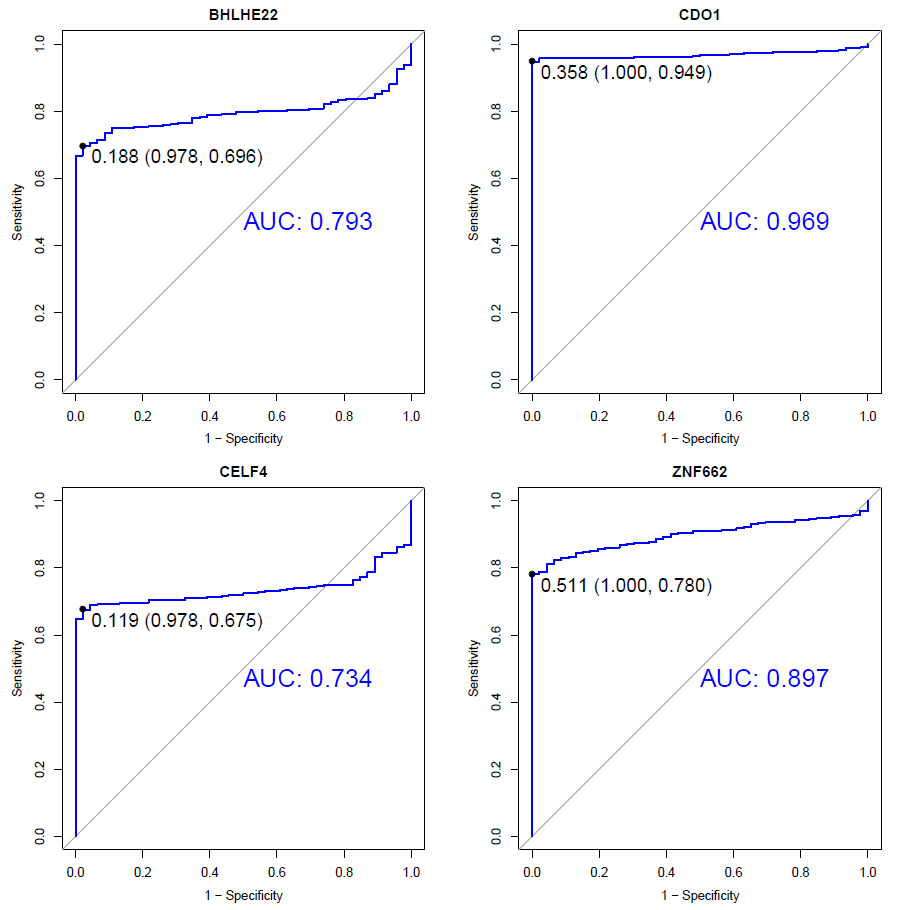 BHLHE22
1.0
0.8
0.6
0.4
0.2
0.0
Sensitivity
0.188 (0.978, 0.696)
AUC: 0.793
0.0 0.2 0.4 0.6 0.8 1.0
1 − Specificity
CDO1
1.0
0.8
0.6
0.4
0.2
0.0
Sensitivity
0.358 (1.000, 0.949)
AUC: 0.969
0.0 0.2 0.4 0.6 0.8 1.0
1 − Specificity
CELF4
1.0
0.8
0.6
0.4
0.2
0.0
Sensitivity
0.119 (0.978, 0.675)
AUC: 0.734
0.0 0.2 0.4 0.6 0.8 1.0
1 − Specificity
ZNF662
1.0
0.8
0.6
0.4
0.2
0.0
Sensitivity
0.511 (1.000, 0.780)
AUC: 0.897
0.0 0.2 0.4 0.6 0.8 1.0
1 − Specificity